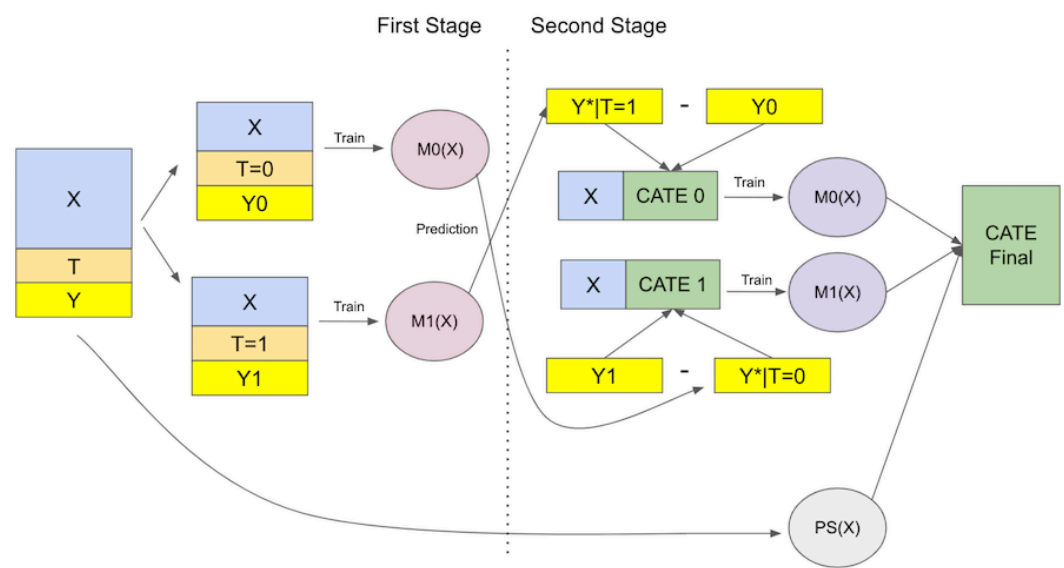 First Stage
Second Stage
X
T
Y
X
T=0
Y0
Train
M0(X)
X
T=1
Y1
Train
M1(X)
Prediction
Y*|T=1
-
Y0
X
CATE 0
Train
M0(X)
X
CATE 1
Train
M1(X)
Y1
-
Y*|T=0
PS(X)
CATE
Final